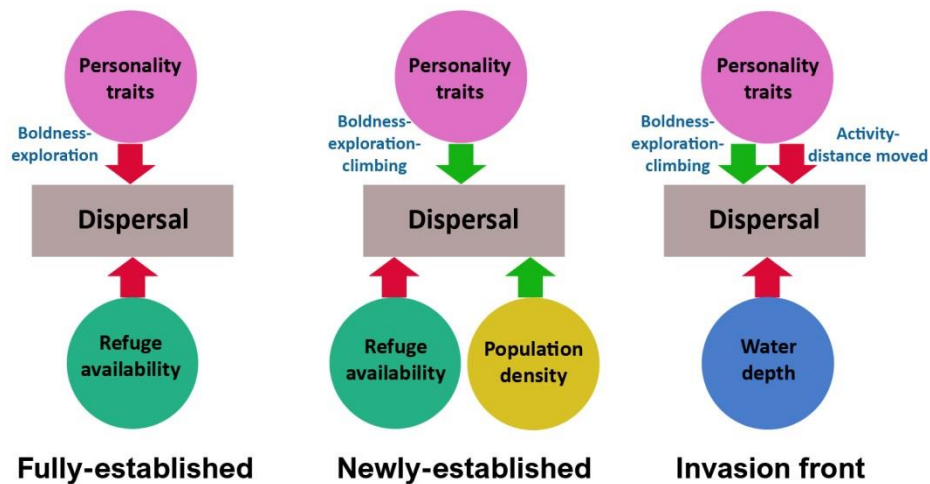 Personality
traits
Boldness-
exploration
Dispersal
Refuge
availability
Fully-established
Personality
traits
Boldness-
exploration-
climbing
Dispersal
Refuge
availability
Population
density
Newly-established
Personality
traits
Boldness-
exploration-
climbing
Activity-
distance moved
Dispersal
Water
depth
Invasion front